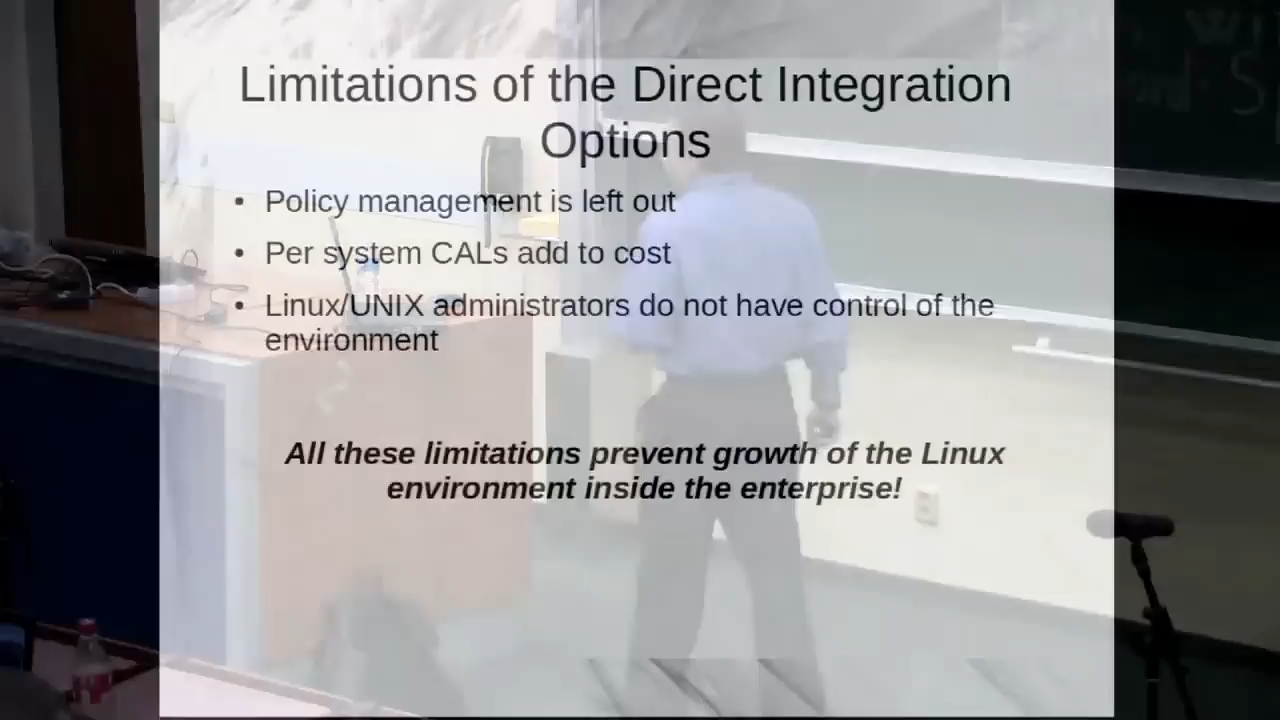 Limitations of the Direct Integration
Options
• Policy management is left out
• Per system CALs add to cost
• Linux/UNIX administrators do not have control of the
environment
All these limitations prevent growth of the Linux
environment inside the enterprise!